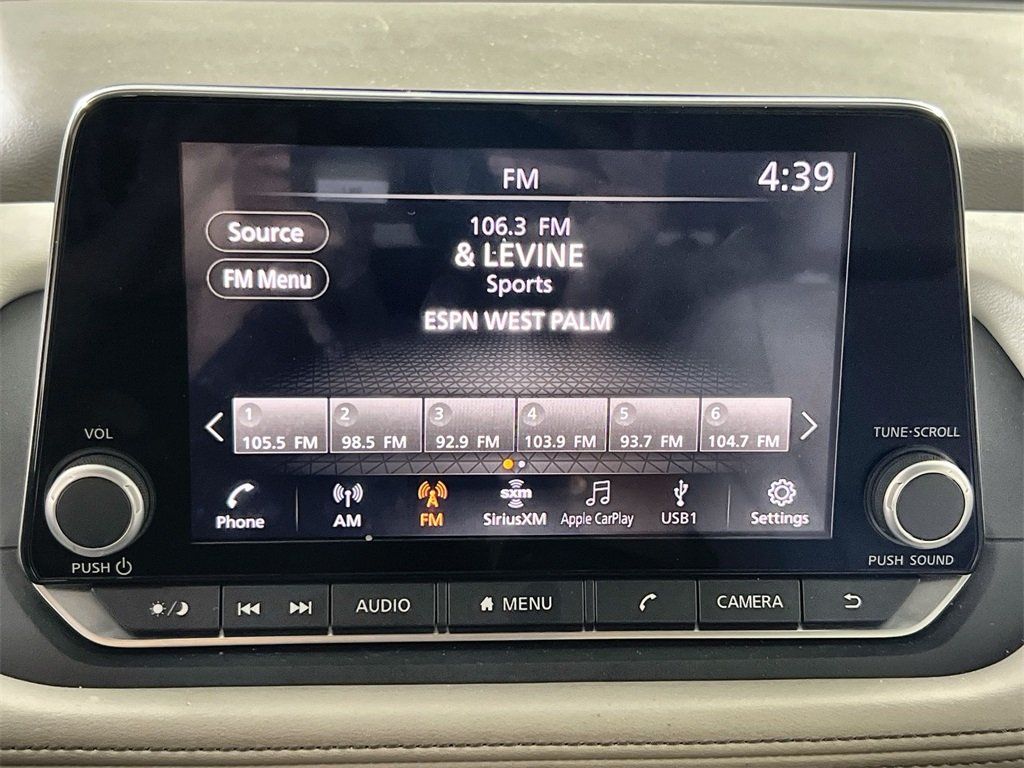 FM
4:39
Source
FM Menu
106.3 FM
& LEVINE
Sports
ESPN WEST PALM
1 2 3 4 5 6
105.5 FM 98.5 FM 92.9 FM 103.9 FM 93.7 FM 104.7 FM
sxm
Phone AM FM SiriusXM Apple CarPlay USB1 Settings
VOL
PUSH
TUNE·SCROLL
PUSH SOUND
AUDIO MENU CAMERA